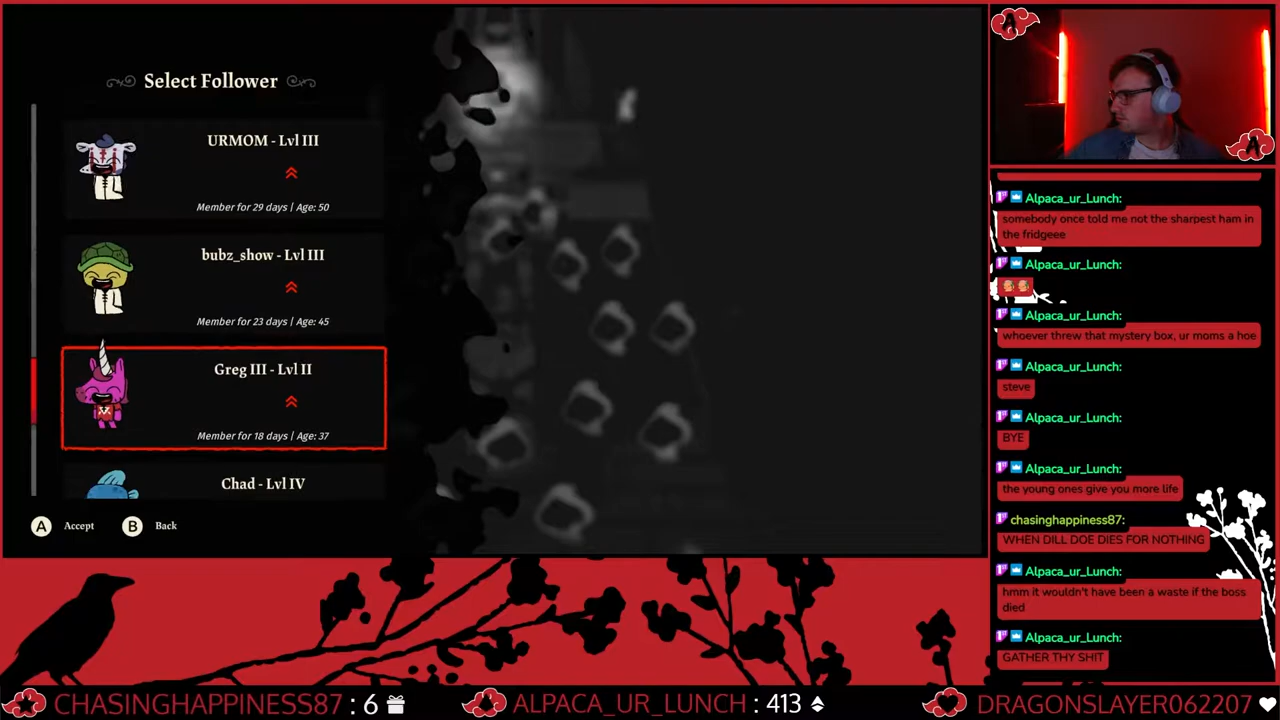 Select Follower
URMOM - Lvl III
Member for 29 days | Age: 50
bubz_show - Lvl III
Member for 23 days | Age: 45
Greg III - Lvl II
Member for 18 days | Age: 37
Chad - Lvl IV
A Accept B Back
Alpaca_ur_Lunch:
somebody once told me not the sharpest ham in
the fridgeee
Alpaca_ur_Lunch:
Alpaca_ur_Lunch:
whoever threw that mystery box, ur moms a hoe
Alpaca_ur_Lunch:
steve
Alpaca_ur_Lunch:
BYE
Alpaca_ur_Lunch:
the young ones give you more life
chasinghappiness87:
WHEN DILL DOE DIES FOR NOTHING
Alpaca_ur_Lunch:
hmm it wouldn't have been a waste if the boss
died
Alpaca_ur_Lunch:
GATHER THY SHIT
CHASINGHAPPINESS87 : 6
ALPACA_UR_LUNCH : 413
DRAGONSLAYER062207